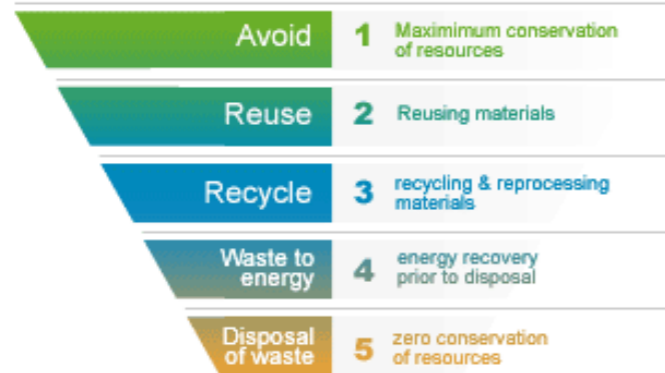 Avoid 1 Maximimum conservation
of resources
Reuse 2 Reusing materials
Recycle 3 recycling & reprocessing
materials
Waste to
energy 4 energy recovery
prior to disposal
Disposal
of waste 5 zero conservation
of resources